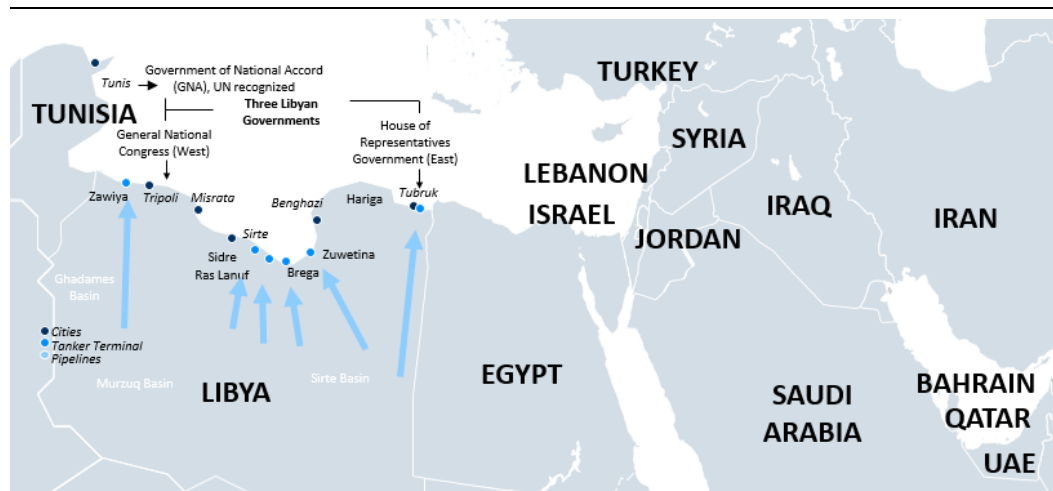 TURKEY
Tunis
Government of National Accord
(GNA), UN recognized
TUNISIA
Three Libyan
Governments
General National
Congress (West)
House of
Representatives
Government (East)
SYRIA
LEBANON
ISRAEL
IRAQ
IRAN
JORDAN
Zawiya
Tripoli
Misrata
Benghazi
Hariga
Tubruk
Sirte
Sidre
Ras Lanuf
Brega
Zuwetina
Ghadames
Basin
Cities
Tanker Terminal
Pipelines
Murzuq Basin
LIBYA
Sirte Basin
EGYPT
SAUDI
ARABIA
BAHRAIN
QATAR
UAE